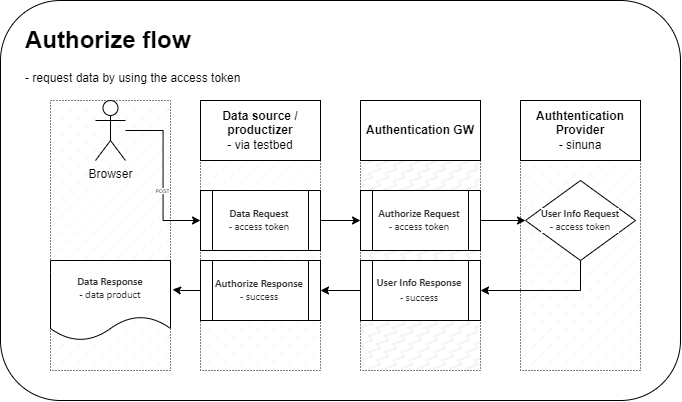 Authorize flow
- request data by using the access token
Data source /
productizer
- via testbed
Authentication GW
Authtentication
Provider
- sinuna
Browser
POST
Data Request
- access token
Authorize Request
- access token
User Info Request
- access token
Data Response
- data product
Authorize Response
- success
User Info Response
- success